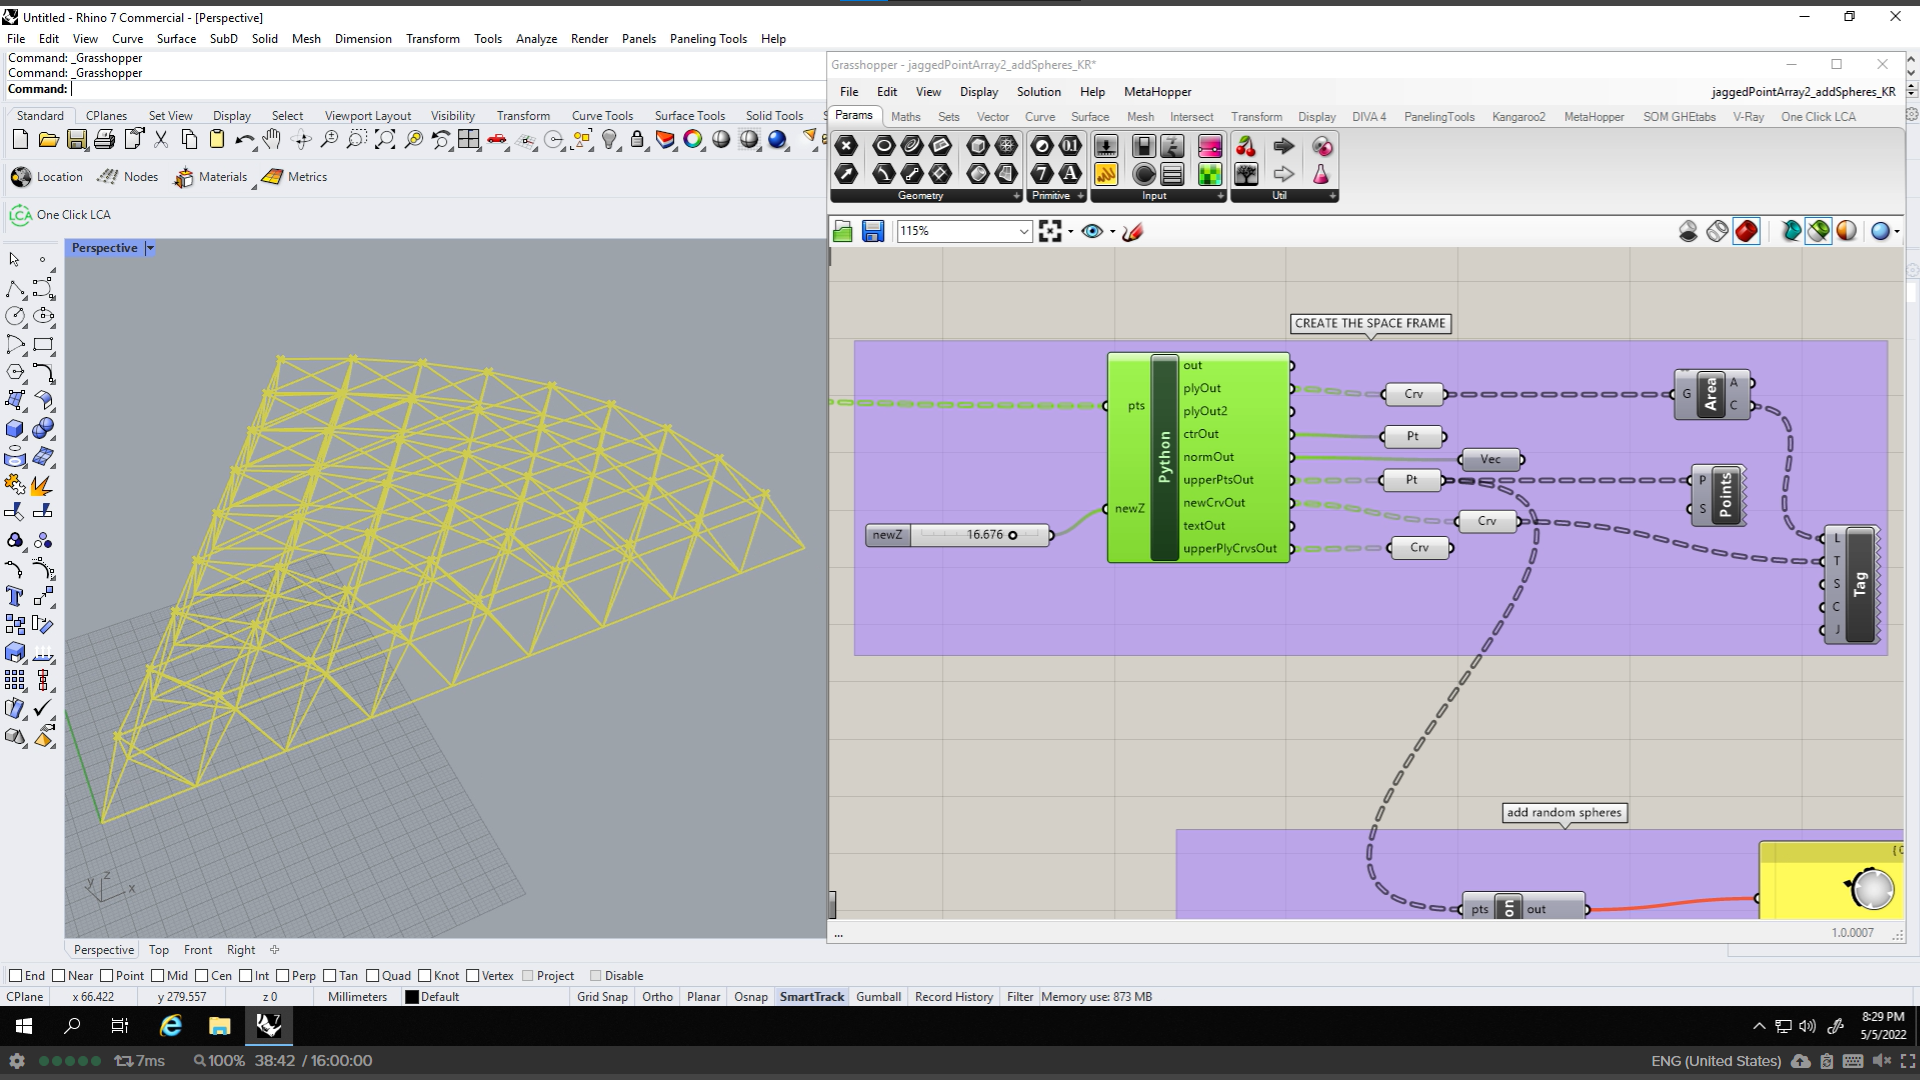 Untitled - Rhino 7 Commercial - [Perspective]
File Edit View Curve Surface SubD Solid Mesh Dimension Transform Tools Analyze Render Panels Paneling Tools Help
Command: _Grasshopper
Command: _Grasshopper
Command:
Standard CPlanes Set View Display Select Viewport Layout Visibility Transform Curve Tools Surface Tools Solid Tools
Location Nodes Materials Metrics
LCA One Click LCA
Perspective
z
y
x
Perspective Top Front Right
End Near Point Mid Cen Int Perp Tan Quad Knot Vertex Project Disable
CPlane x 66.422 y 279.557 z 0 Millimeters Default Grid Snap Ortho Planar Osnap SmartTrack Gumball Record History Filter Memory use: 873 MB
Grasshopper - jaggedPointArray2_addSpheres_KR*
File Edit View Display Solution Help MetaHopper jaggedPointArray2_addSpheres_KR
Params Maths Sets Vector Curve Surface Mesh Intersect Transform Display DIVA 4 PanelingTools Kangaroo2 MetaHopper SOM GHEtabs V-Ray One Click LCA
Geometry Primitive Input Util
115%
CREATE THE SPACE FRAME
pts
newZ
Python
out
plyOut
plyOut2
ctrOut
normOut
upperPtsOut
newCrvOut
textOut
upperPlyCrvsOut
newZ 16.676
Crv
Pt
Vec
Pt
Crv
Crv
G Area A
C
P Points
S
L
T
S
C
J
Tag
add random spheres
pts on out
...
1.0.0007
8:29 PM
5/5/2022
7ms 100% 38:42 / 16:00:00 ENG (United States)